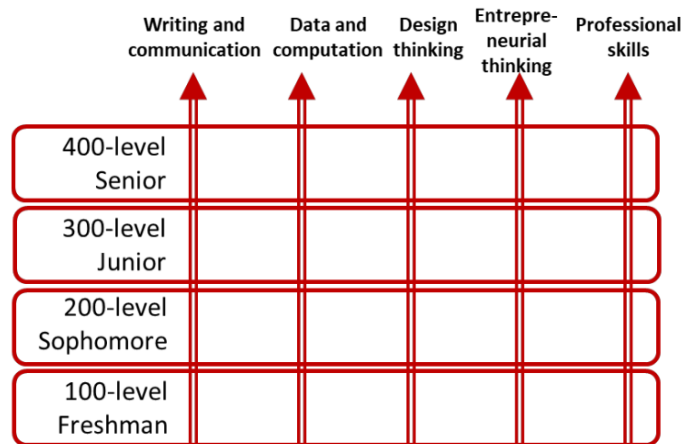 Writing and
communication
Data and
computation
Design
thinking
Entrepre-
neurial
thinking
Professional
skills
400-level
Senior
300-level
Junior
200-level
Sophomore
100-level
Freshman